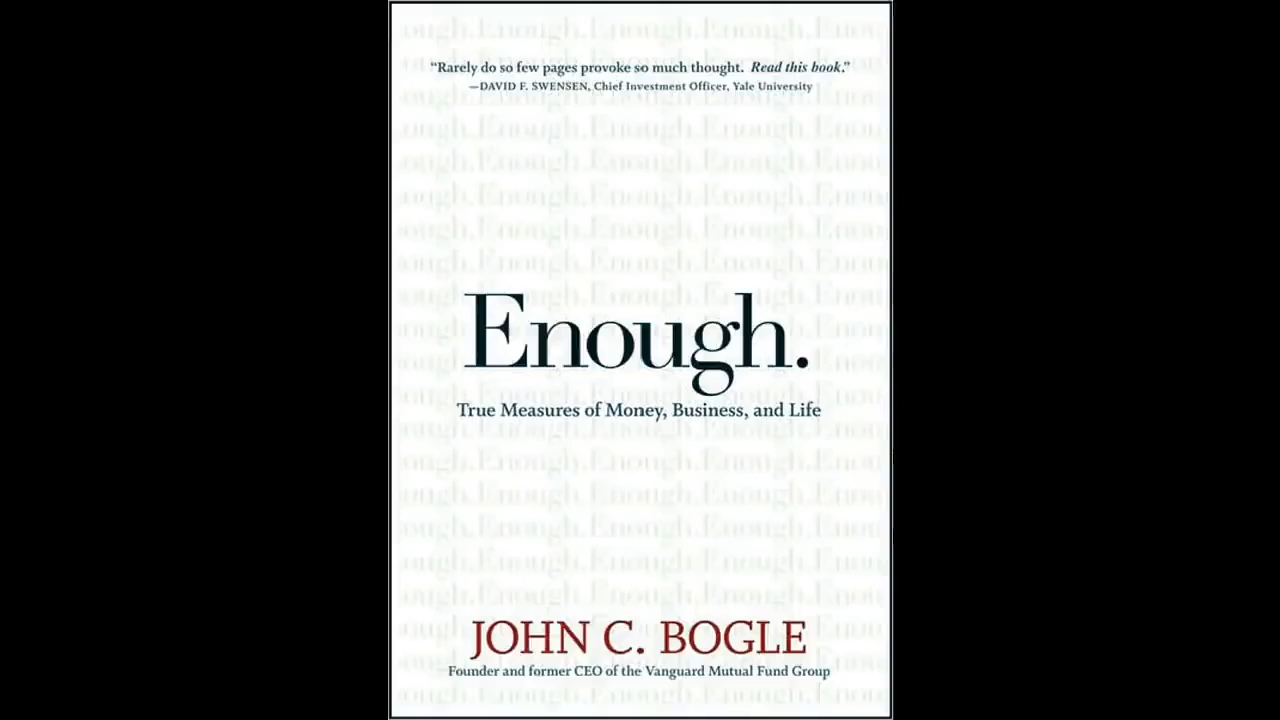 “Rarely do so few pages provoke so much thought. Read this book.”
—DAVID F. SWENSEN, Chief Investment Officer, Yale University
Enough.
True Measures of Money, Business, and Life
JOHN C. BOGLE
Founder and former CEO of the Vanguard Mutual Fund Group